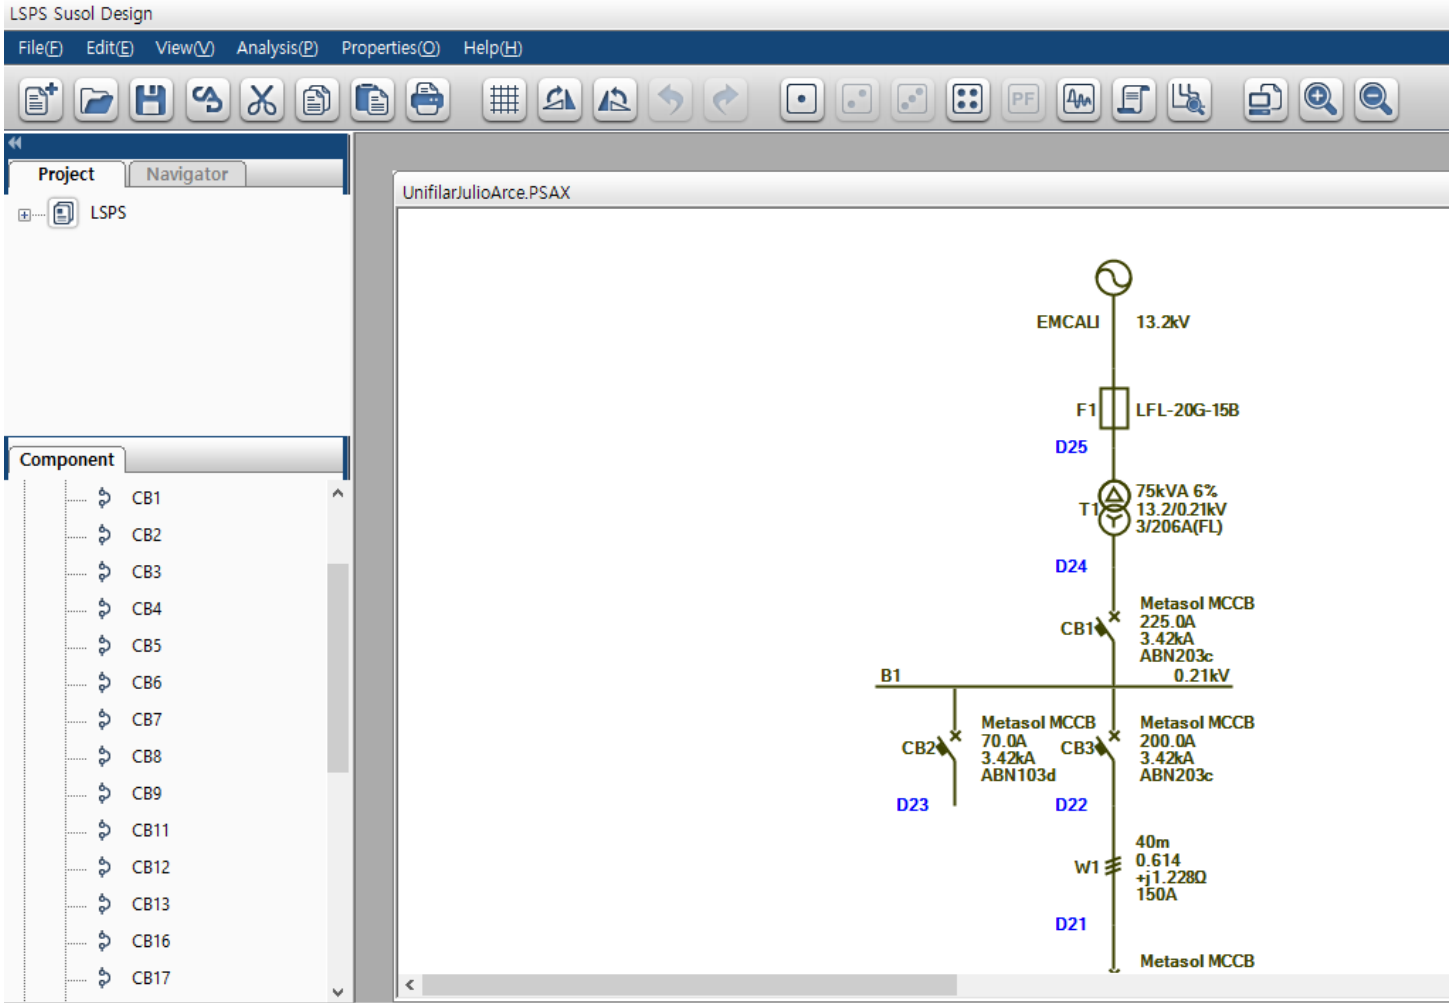 LSPS Susol Design
File(F) Edit(E) View(V) Analysis(P) Properties(O) Help(H)
PF
Project Navigator
LSPS
Component
CB1
CB2
CB3
CB4
CB5
CB6
CB7
CB8
CB9
CB11
CB12
CB13
CB16
CB17
UnifilarJulioArce.PSAX
EMCALI 13.2kV
F1 LFL-20G-15B
D25
T1
75kVA 6%
13.2/0.21kV
3/206A(FL)
D24
CB1
Metasol MCCB
225.0A
3.42kA
ABN203c
B1 0.21kV
CB2
Metasol MCCB
70.0A
3.42kA
ABN103d
D23
CB3
Metasol MCCB
200.0A
3.42kA
ABN203c
D22
W1
40m
0.614
+j1.228Ω
150A
D21
Metasol MCCB